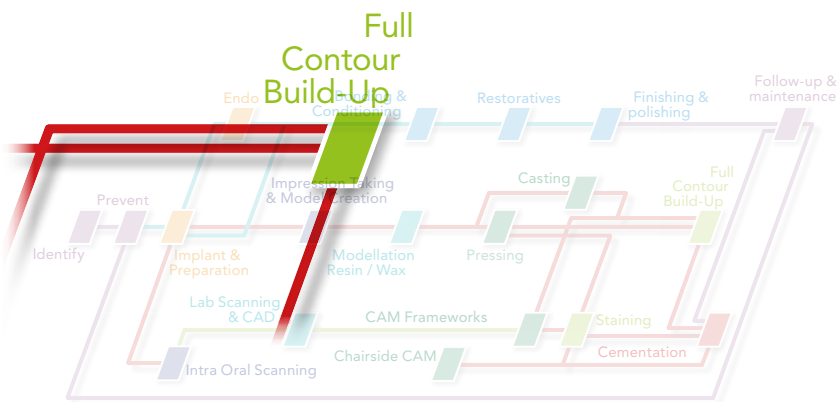 Full
Contour
Build-Up
Endo
Bonding &
Conditioning
Restoratives
Finishing &
polishing
Follow-up &
maintenance
Impression Taking
& Model Creation
Casting
Full
Contour
Build-Up
Prevent
Identify
Implant &
Preparation
Modellation
Resin / Wax
Pressing
Lab Scanning
& CAD
CAM Frameworks
Staining
Cementation
Chairside CAM
Intra Oral Scanning